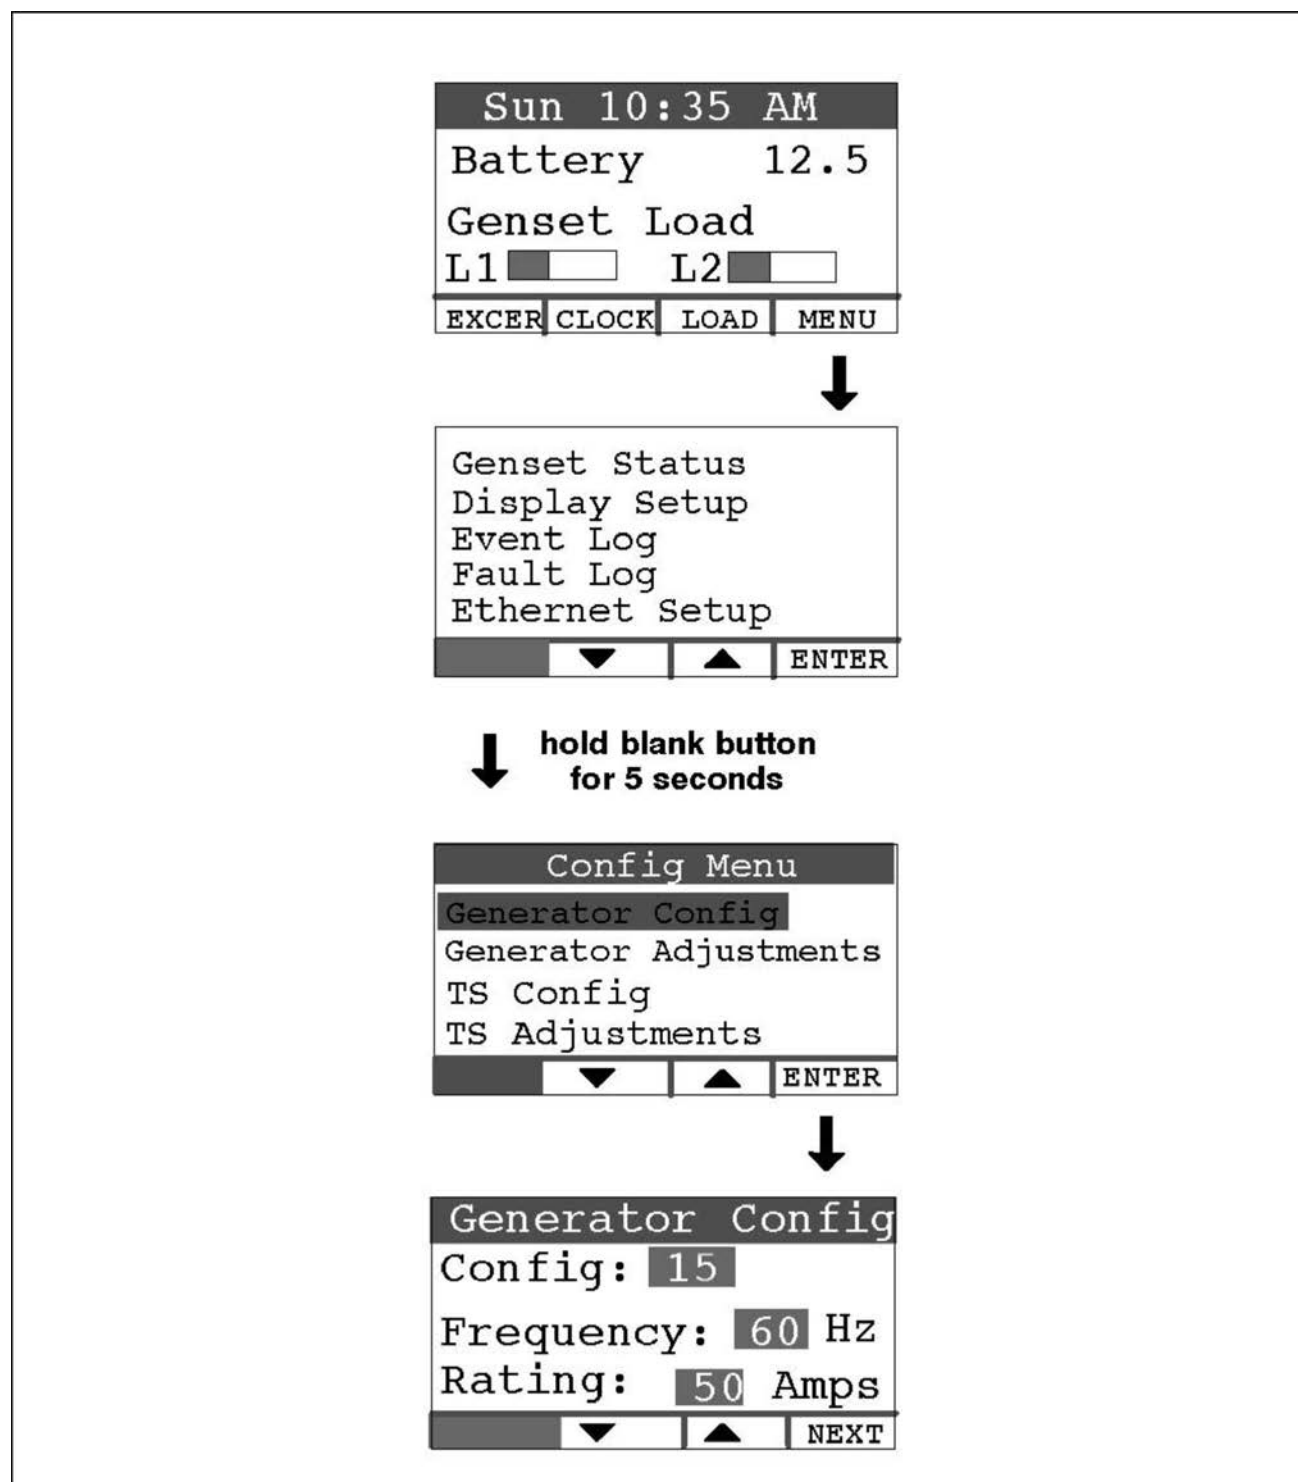 Sun 10:35 AM
Battery 12.5
Genset Load
L1 L2
EXCER CLOCK LOAD MENU
Genset Status
Display Setup
Event Log
Fault Log
Ethernet Setup
ENTER
hold blank button
for 5 seconds
Config Menu
Generator Config
Generator Adjustments
TS Config
TS Adjustments
ENTER
Generator Config
Config: 15
Frequency: 60 Hz
Rating: 50 Amps
NEXT